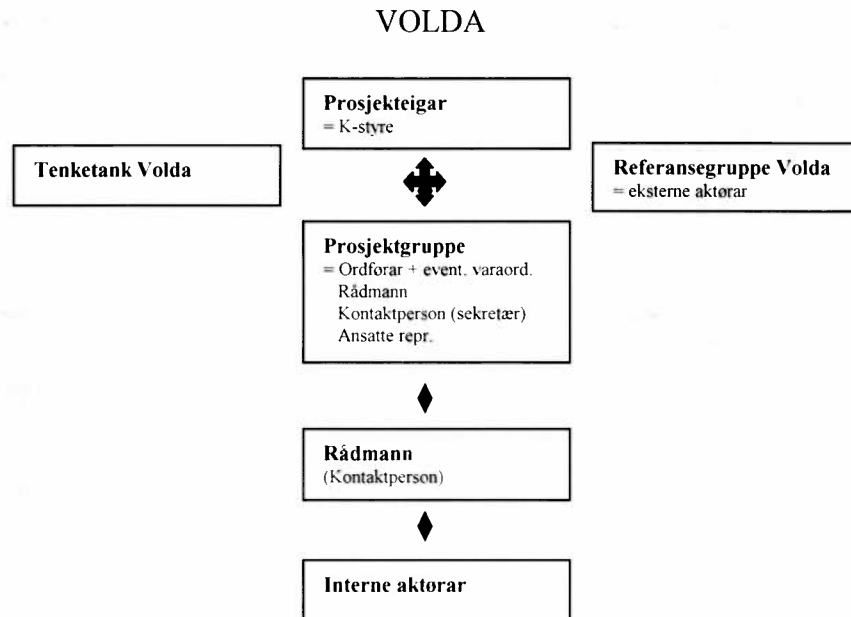 VOLDA
Prosjekteigar
= K-styre
Tenketank Volda
Referansegruppe Volda
= eksterne aktørar
Prosjektgruppe
= Ordførar + event. varaord.
Rådmann
Kontaktperson (sekretær)
Ansatte repr.
Rådmann
(Kontaktperson)
Interne aktørar